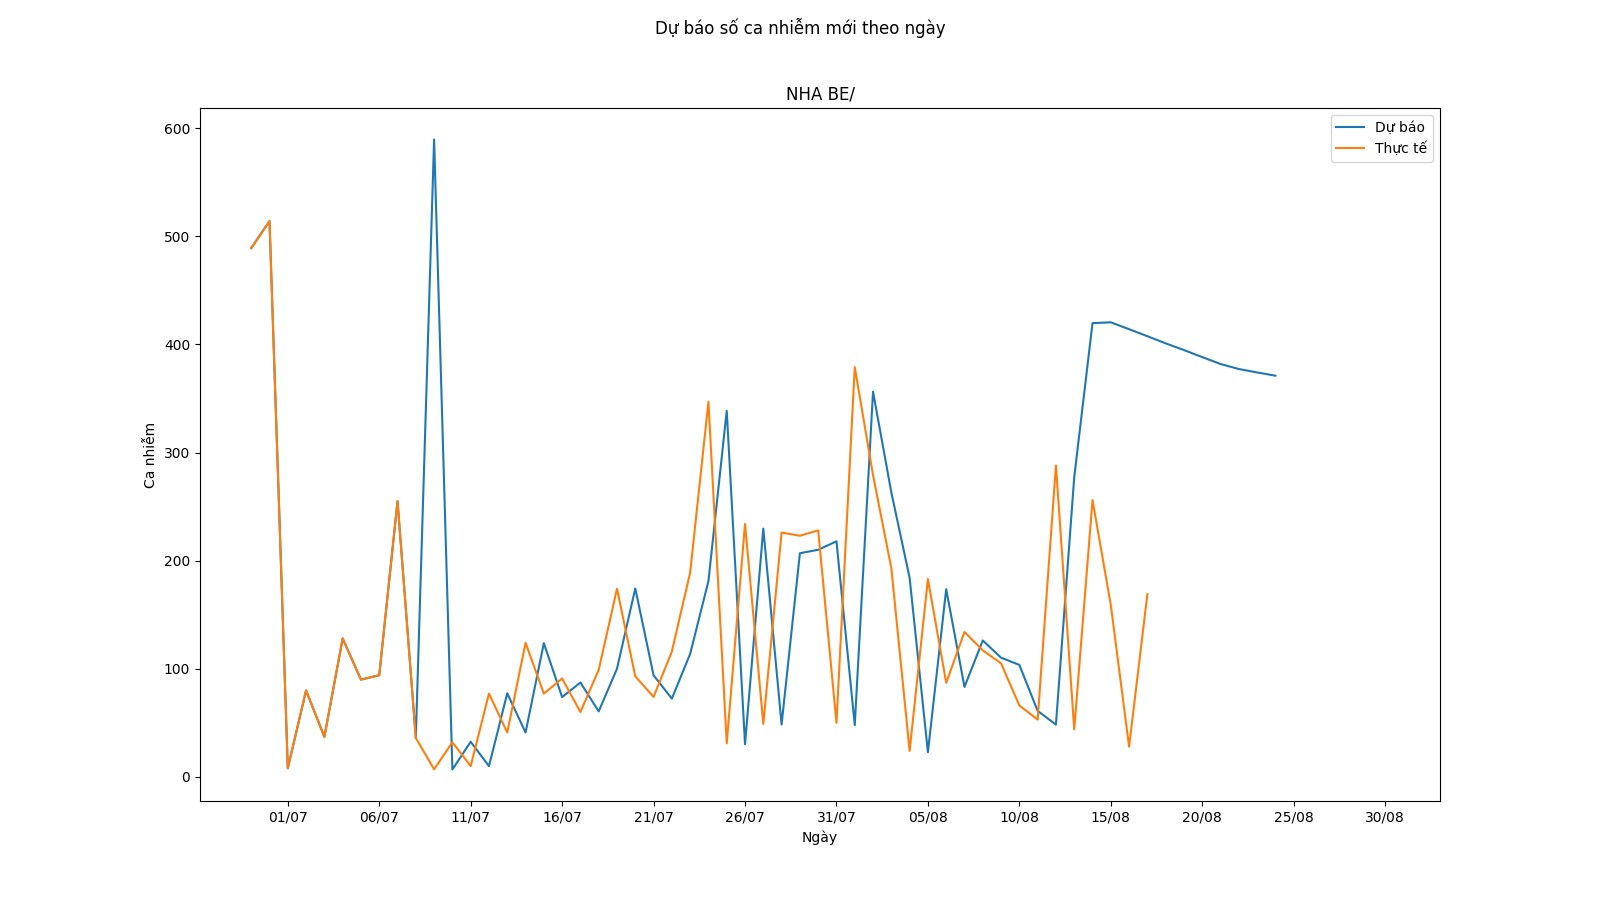 Dự báo số ca nhiễm mới theo ngày
NHA BE/
Dự báo
Thực tế
600
500
400
300
200
100
0
Ca nhiễm
01/07 06/07 11/07 16/07 21/07 26/07 31/07 05/08 10/08 15/08 20/08 25/08 30/08
Ngày